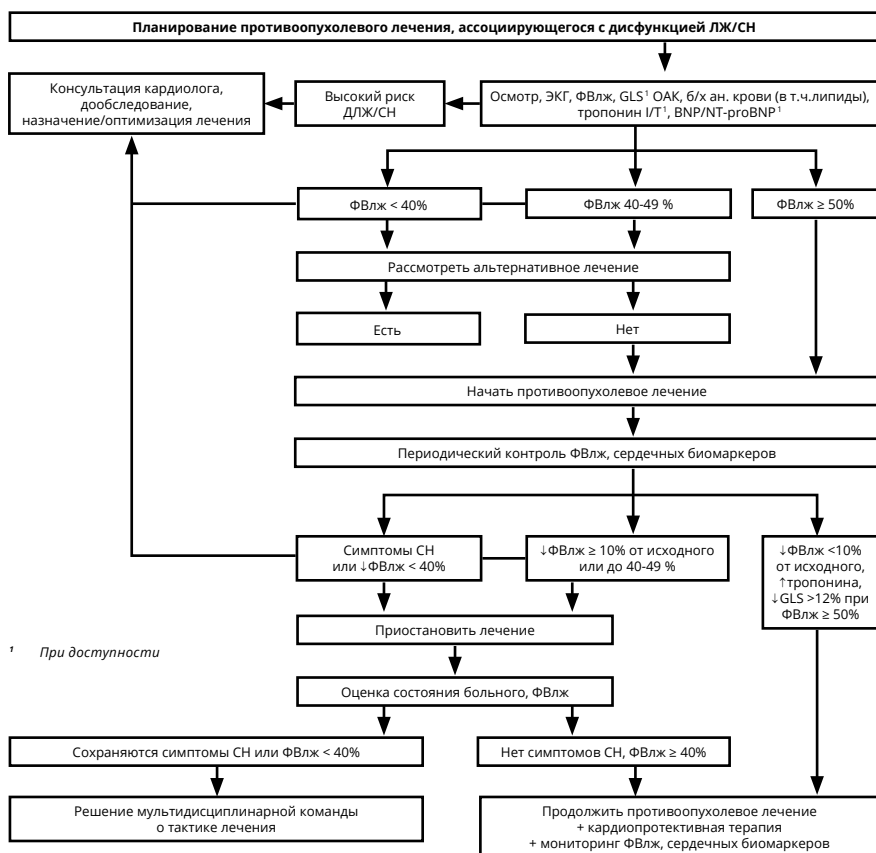 Планирование противоопухолевого лечения, ассоциирующегося с дисфункцией ЛЖ/СН
Консультация кардиолога,
дообследование,
назначение/оптимизация лечения
Высокий риск
ДЛЖ/СН
Осмотр, ЭКГ, ФВлж, GLS¹ ОАК, б/х ан. крови (в т.ч.липиды),
тропонин I/T¹, BNP/NT-proBNP¹
ФВлж < 40%
ФВлж 40-49 %
ФВлж ≥ 50%
Рассмотреть альтернативное лечение
Есть
Нет
Начать противоопухолевое лечение
Периодический контроль ФВлж, сердечных биомаркеров
Симптомы СН
или ↓ФВлж < 40%
↓ФВлж ≥ 10% от исходного
или до 40-49 %
↓ФВлж <10%
от исходного,
↑тропонина,
↓GLS >12% при
ФВлж ≥ 50%
Приостановить лечение
¹ При доступности
Оценка состояния больного, ФВлж
Сохраняются симптомы СН или ФВлж < 40%
Нет симптомов СН, ФВлж ≥ 40%
Решение мультидисциплинарной команды
о тактике лечения
Продолжить противоопухолевое лечение
+ кардиопротективная терапия
+ мониторинг ФВлж, сердечных биомаркеров